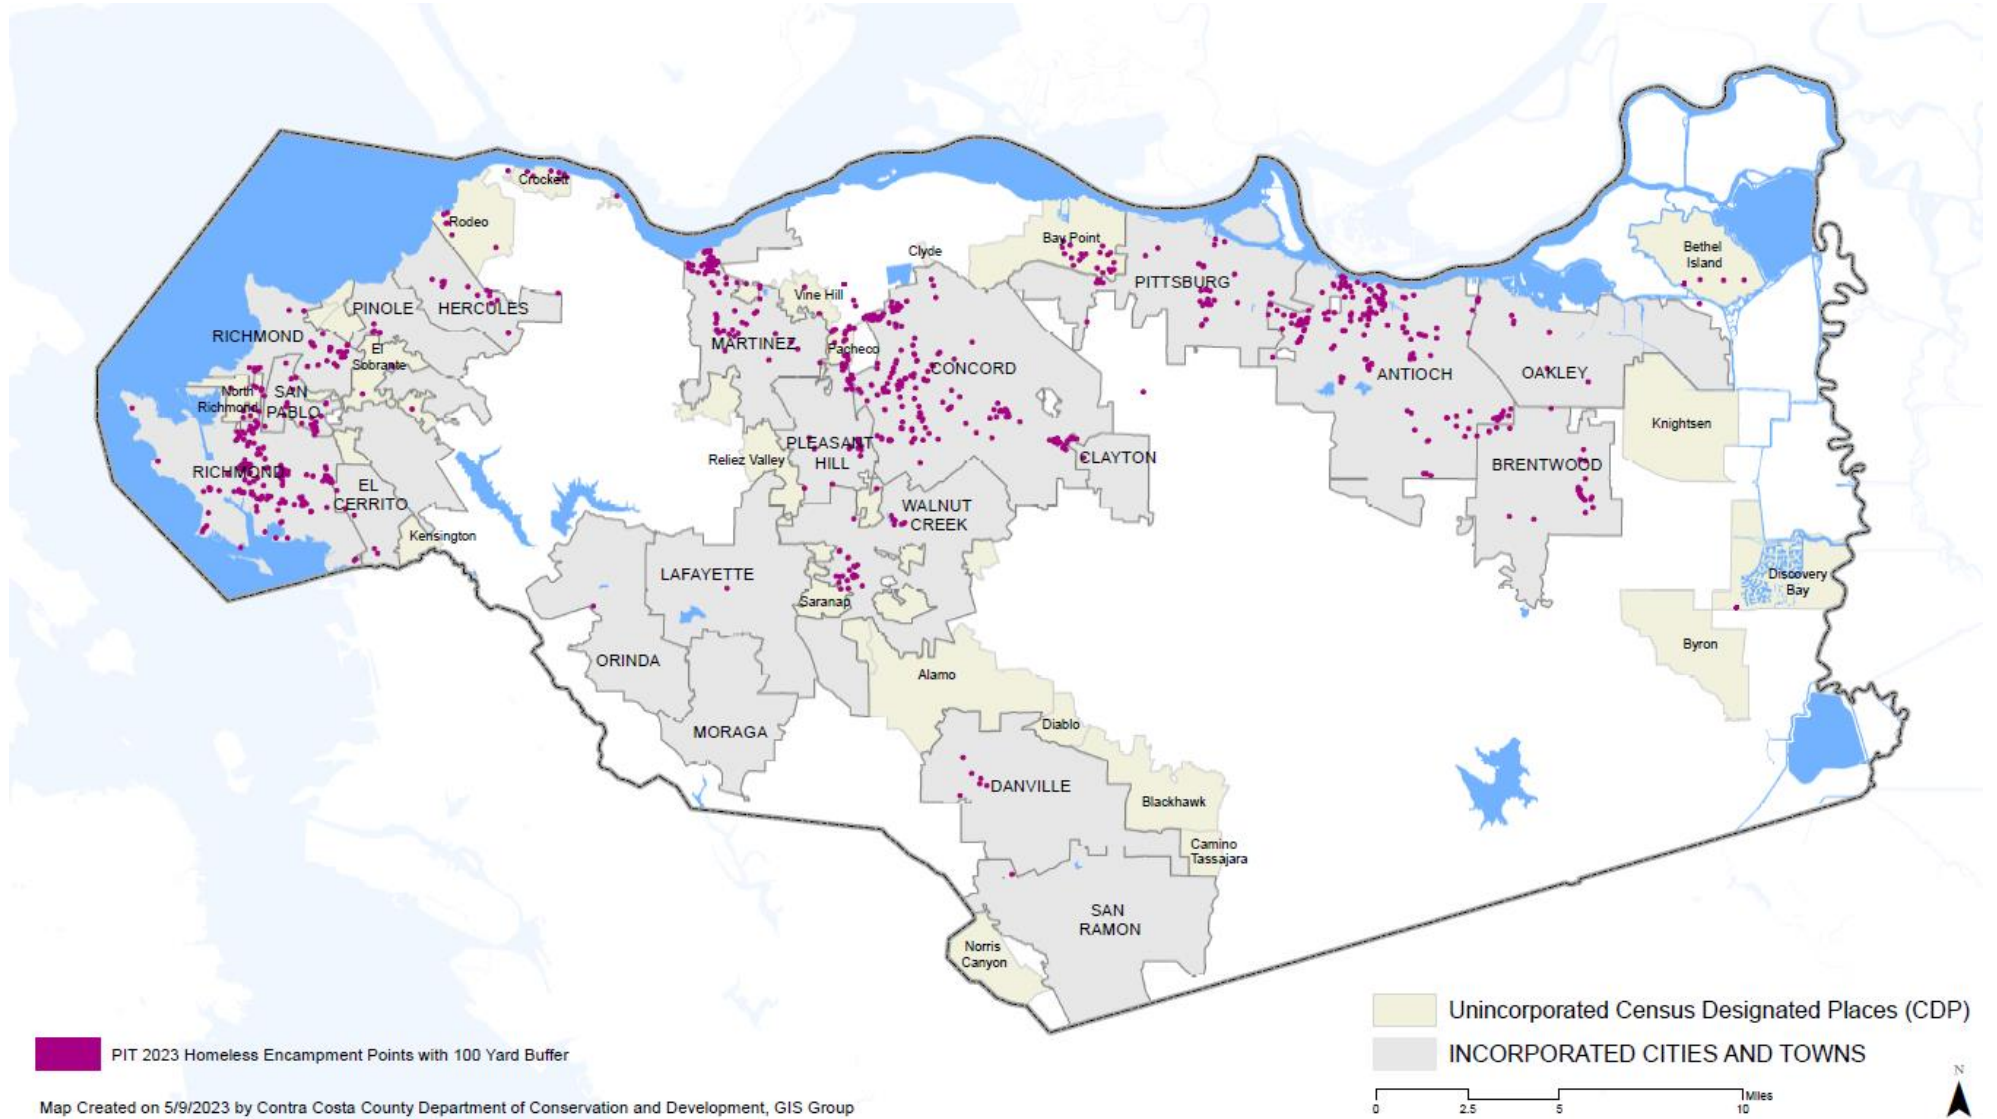 Crockett
Rodeo
Bay Point
Clyde
Bethel
Island
PITTSBURG
Vine Hill
PINOLE
HERCULES
RICHMOND
MARTINEZ
Pacheco
El
Sobrante
CONCORD
ANTIOCH
OAKLEY
North
Richmond
SAN
PABLO
Knightsen
PLEASANT
HILL
Reliez Valley
CLAYTON
BRENTWOOD
RICHMOND
EL
CERRITO
WALNUT
CREEK
Kensington
LAFAYETTE
Saranap
Discovery
Bay
ORINDA
Alamo
Byron
MORAGA
Diablo
DANVILLE
Blackhawk
Camino
Tassajara
SAN
RAMON
Norris
Canyon
Unincorporated Census Designated Places (CDP)
INCORPORATED CITIES AND TOWNS
PIT 2023 Homeless Encampment Points with 100 Yard Buffer
N
Miles
0 2.5 5 10
Map Created on 5/9/2023 by Contra Costa County Department of Conservation and Development, GIS Group